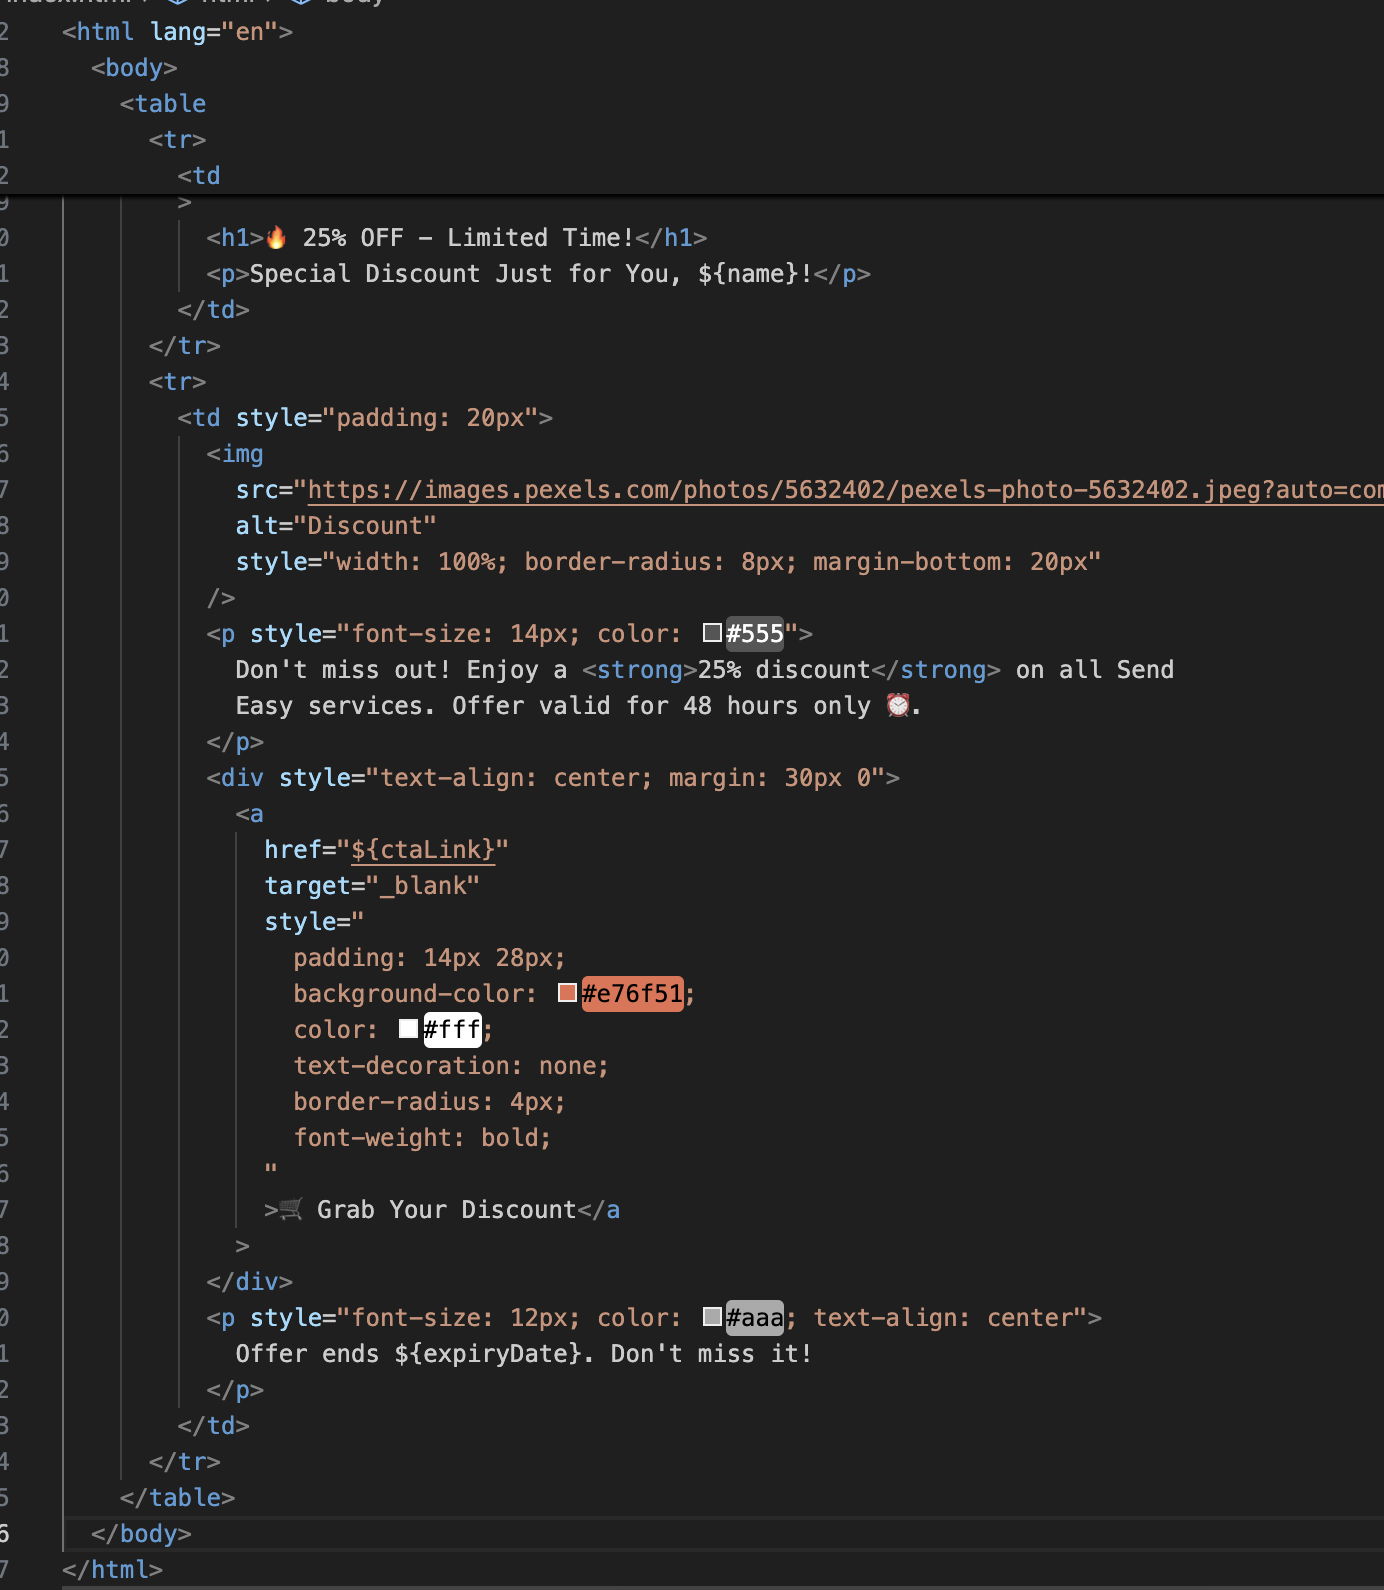 2 <html lang="en">
8 <body>
9 <table
1 <tr>
2 <td
9 >
0 <h1>🔥 25% OFF – Limited Time!</h1>
1 <p>Special Discount Just for You, ${name}!</p>
2 </td>
3 </tr>
4 <tr>
5 <td style="padding: 20px">
6 <img
7 src="https://images.pexels.com/photos/5632402/pexels-photo-5632402.jpeg?auto=com
8 alt="Discount"
9 style="width: 100%; border-radius: 8px; margin-bottom: 20px"
0 />
1 <p style="font-size: 14px; color: #555">
2 Don't miss out! Enjoy a <strong>25% discount</strong> on all Send
3 Easy services. Offer valid for 48 hours only ⏰.
4 </p>
5 <div style="text-align: center; margin: 30px 0">
6 <a
7 href="${ctaLink}"
8 target="_blank"
9 style="
0 padding: 14px 28px;
1 background-color: #e76f51;
2 color: #fff;
3 text-decoration: none;
4 border-radius: 4px;
5 font-weight: bold;
6 "
7 >🛒 Grab Your Discount</a
8 >
9 </div>
0 <p style="font-size: 12px; color: #aaa; text-align: center">
1 Offer ends ${expiryDate}. Don't miss it!
2 </p>
3 </td>
4 </tr>
5 </table>
6 </body>
7 </html>